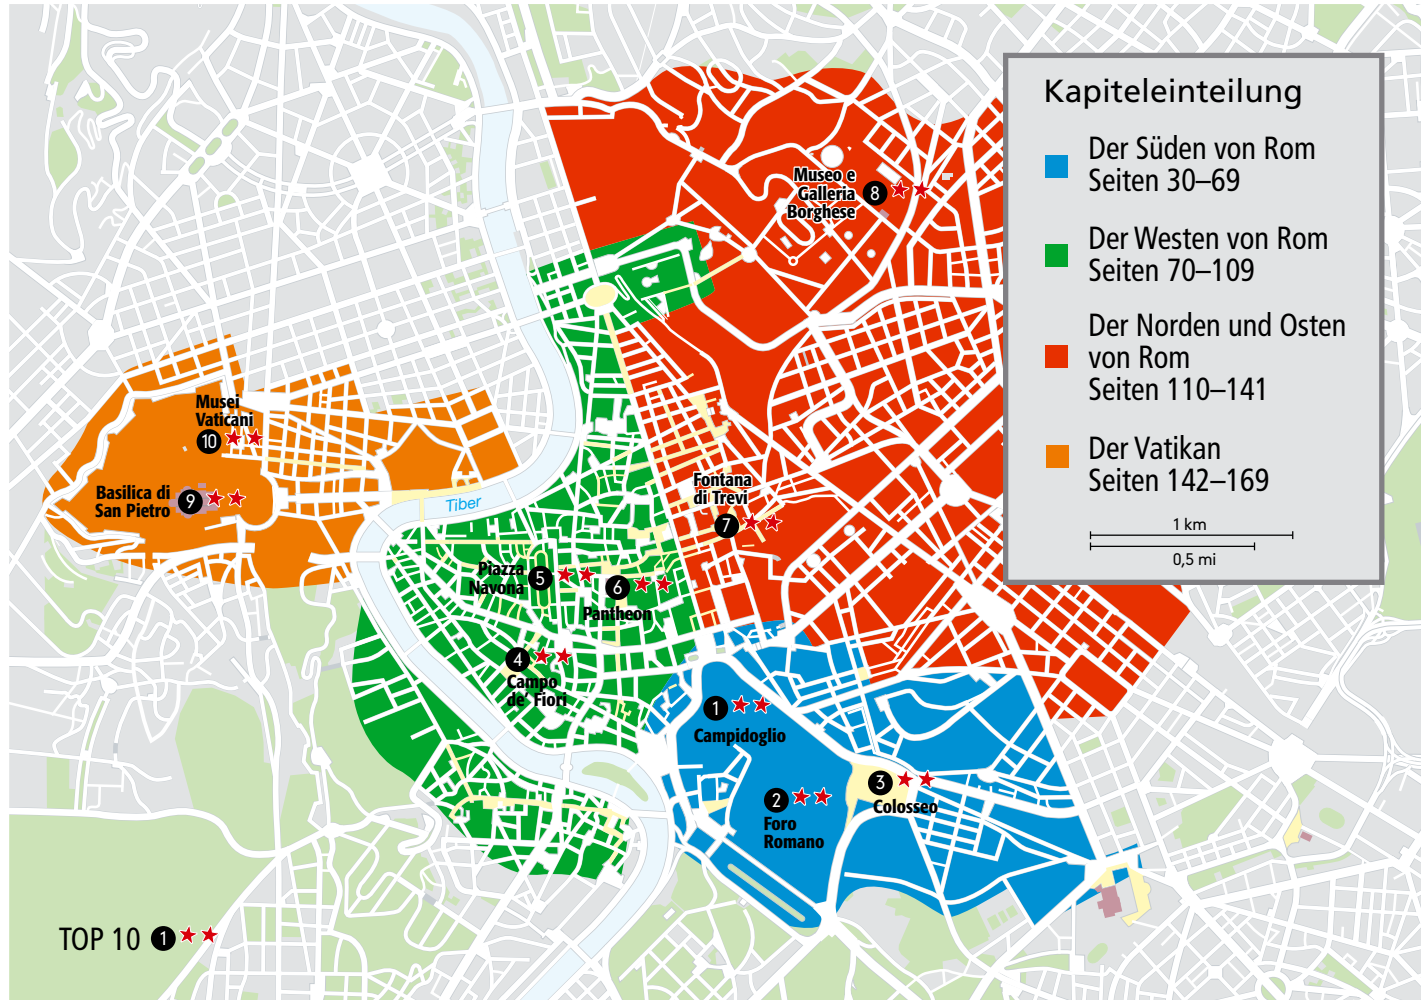 Kapiteleinteilung
Der Süden von Rom
Seiten 30–69
Der Westen von Rom
Seiten 70–109
Der Norden und Osten
von Rom
Seiten 110–141
Der Vatikan
Seiten 142–169
1 km
0,5 mi
Museo e
Galleria
Borghese
8
Musei
Vaticani
10
Basilica di
San Pietro
9
Tiber
Fontana
di Trevi
7
Piazza
Navona
5
6
Pantheon
4
Campo
de' Fiori
1
Campidoglio
3
Colosseo
2
Foro
Romano
TOP 10 1